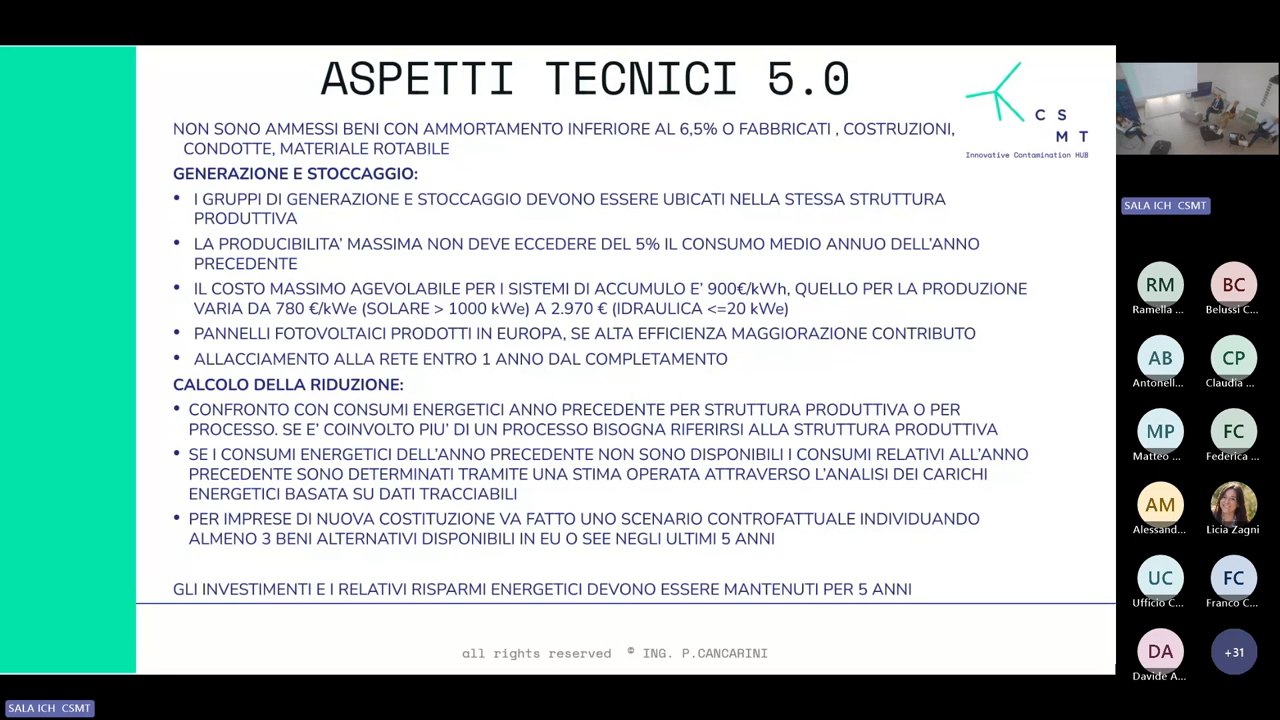 ASPETTI TECNICI 5.0
NON SONO AMMESSI BENI CON AMMORTAMENTO INFERIORE AL 6,5% O FABBRICATI , COSTRUZIONI,
CONDOTTE, MATERIALE ROTABILE
GENERAZIONE E STOCCAGGIO:
• I GRUPPI DI GENERAZIONE E STOCCAGGIO DEVONO ESSERE UBICATI NELLA STESSA STRUTTURA
PRODUTTIVA
• LA PRODUCIBILITA' MASSIMA NON DEVE ECCEDERE DEL 5% IL CONSUMO MEDIO ANNUO DELL'ANNO
PRECEDENTE
• IL COSTO MASSIMO AGEVOLABILE PER I SISTEMI DI ACCUMULO E' 900€/kWh, QUELLO PER LA PRODUZIONE
VARIA DA 780 €/kWe (SOLARE > 1000 kWe) A 2.970 € (IDRAULICA <=20 kWe)
• PANNELLI FOTOVOLTAICI PRODOTTI IN EUROPA, SE ALTA EFFICIENZA MAGGIORAZIONE CONTRIBUTO
• ALLACCIAMENTO ALLA RETE ENTRO 1 ANNO DAL COMPLETAMENTO
CALCOLO DELLA RIDUZIONE:
• CONFRONTO CON CONSUMI ENERGETICI ANNO PRECEDENTE PER STRUTTURA PRODUTTIVA O PER
PROCESSO. SE E' COINVOLTO PIU' DI UN PROCESSO BISOGNA RIFERIRSI ALLA STRUTTURA PRODUTTIVA
• SE I CONSUMI ENERGETICI DELL'ANNO PRECEDENTE NON SONO DISPONIBILI I CONSUMI RELATIVI ALL'ANNO
PRECEDENTE SONO DETERMINATI TRAMITE UNA STIMA OPERATA ATTRAVERSO L'ANALISI DEI CARICHI
ENERGETICI BASATA SU DATI TRACCIABILI
• PER IMPRESE DI NUOVA COSTITUZIONE VA FATTO UNO SCENARIO CONTROFATTUALE INDIVIDUANDO
ALMENO 3 BENI ALTERNATIVI DISPONIBILI IN EU O SEE NEGLI ULTIMI 5 ANNI
GLI INVESTIMENTI E I RELATIVI RISPARMI ENERGETICI DEVONO ESSERE MANTENUTI PER 5 ANNI
all rights reserved © ING. P.CANCARINI
C S
M T
Innovative Contamination HUB
SALA ICH CSMT
RM
Ramella ...
BC
Belussi C...
AB
Antonell...
CP
Claudia ...
MP
Matteo ...
FC
Federica ...
AM
Alessand...
Licia Zagni
UC
Ufficio C...
FC
Franco C...
DA
Davide A...
+31
SALA ICH CSMT